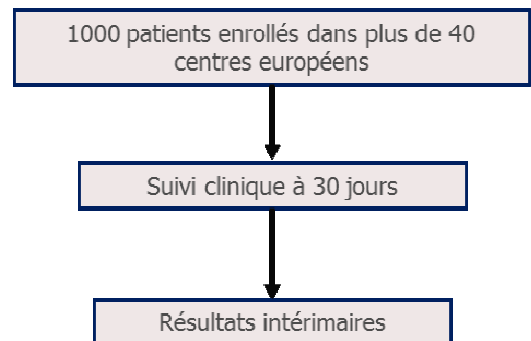 1000 patients enrollés dans plus de 40
centres européens
Suivi clinique à 30 jours
Résultats intérimaires